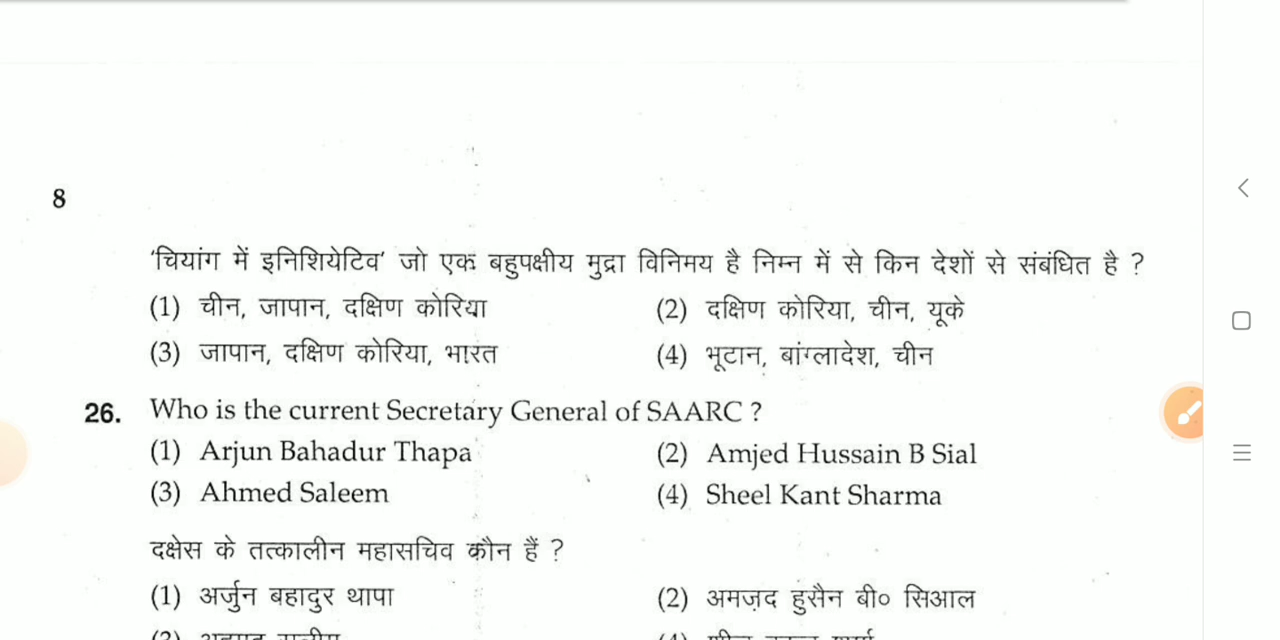 8
'चियांग में इनिशियेटिव' जो एक बहुपक्षीय मुद्रा विनिमय है निम्न में से किन देशों से संबंधित है ?
(1) चीन, जापान, दक्षिण कोरिया (2) दक्षिण कोरिया, चीन, यूके
(3) जापान, दक्षिण कोरिया, भारत (4) भूटान, बांग्लादेश, चीन
26. Who is the current Secretary General of SAARC ?
(1) Arjun Bahadur Thapa (2) Amjed Hussain B Sial
(3) Ahmed Saleem (4) Sheel Kant Sharma
दक्षेस के तत्कालीन महासचिव कौन हैं ?
(1) अर्जुन बहादुर थापा (2) अमज़द हुसैन बी० सिआल